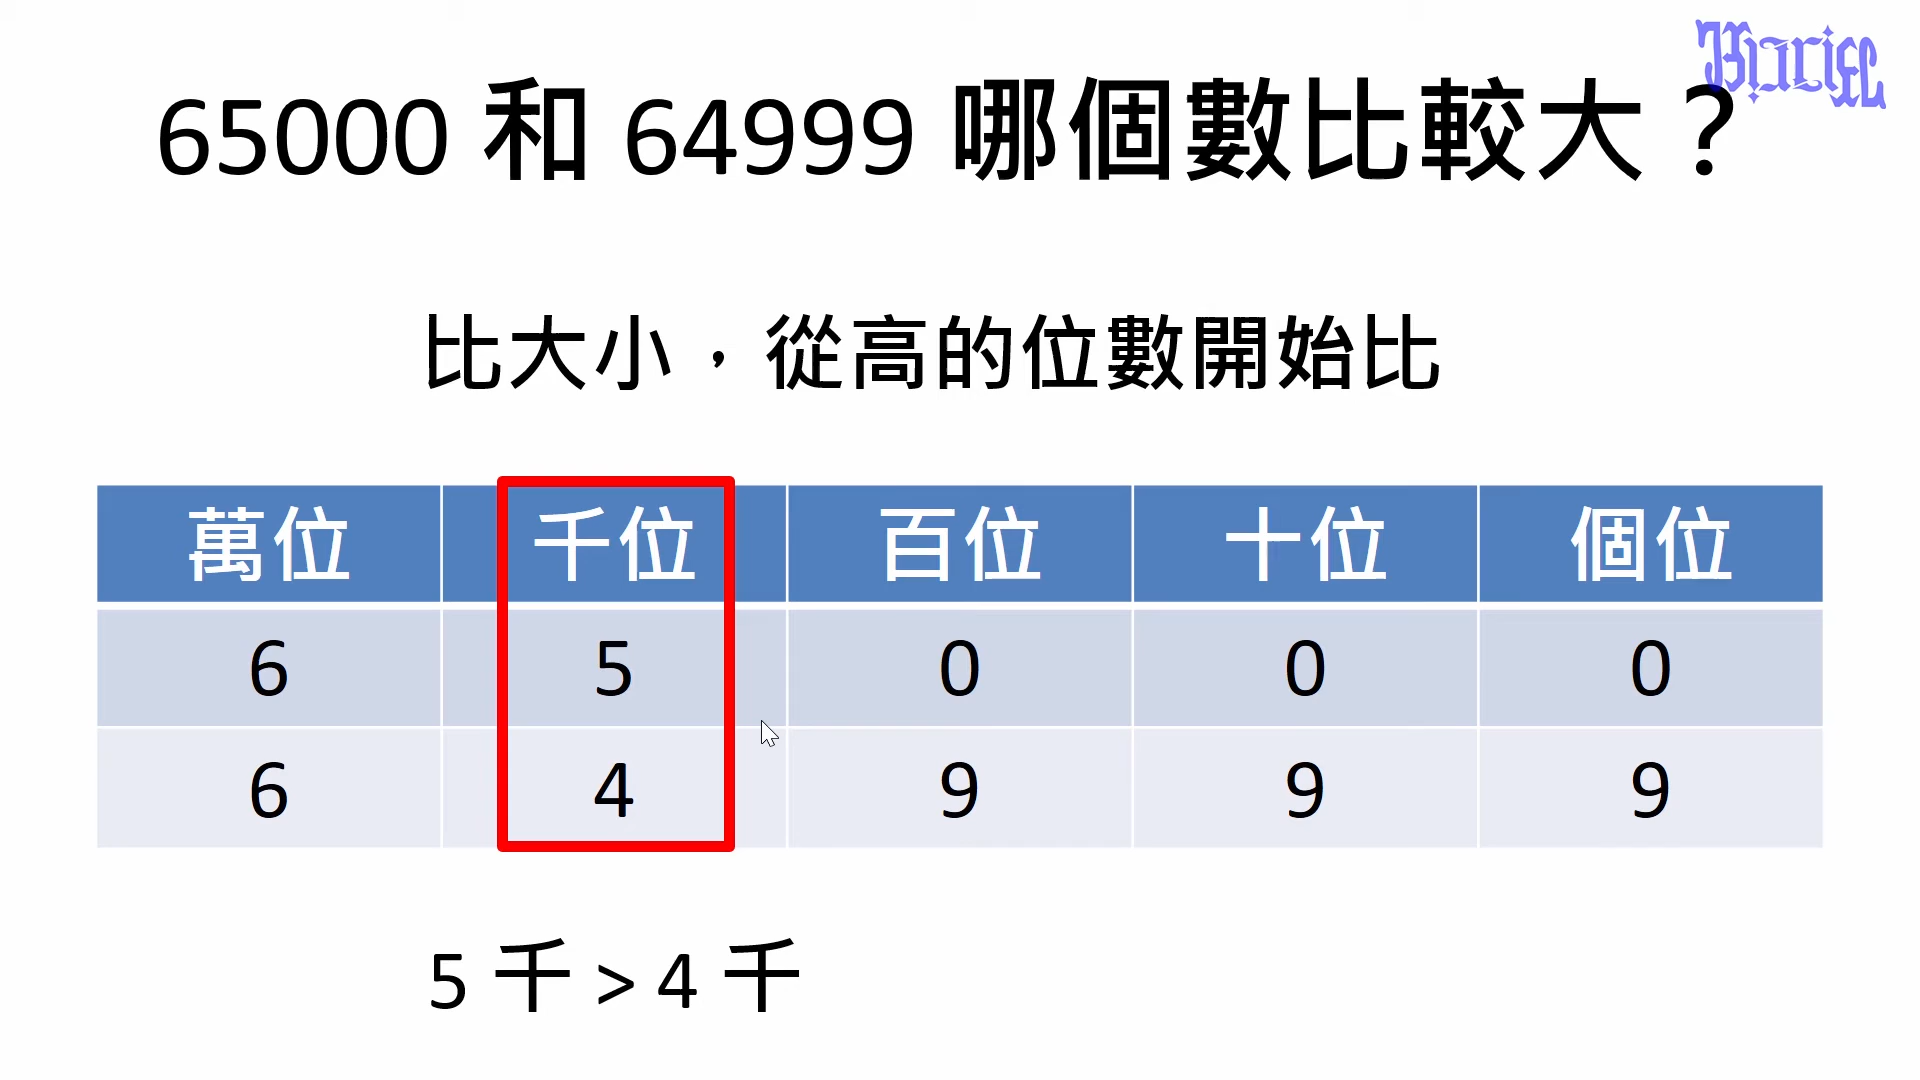 65000 和 64999 哪個數比較大？
比大小，從高的位數開始比
萬位 千位 百位 十位 個位
6 5 0 0 0
6 4 9 9 9
5 千 > 4 千